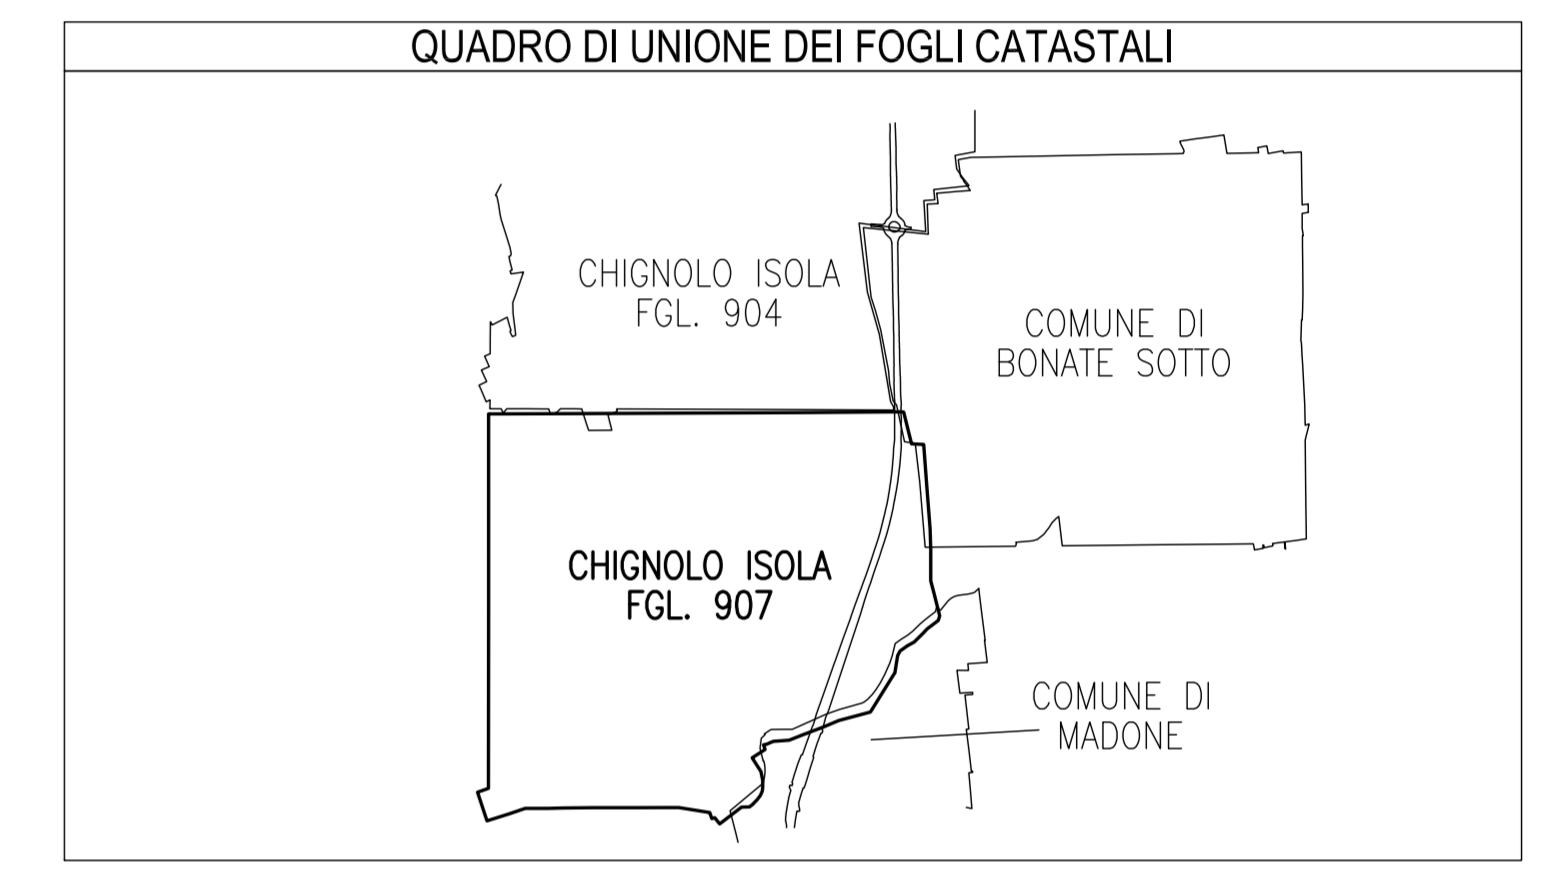 QUADRO DI UNIONE DEI FOGLI CATASTALI
CHIGNOLO ISOLA
FGL. 904
COMUNE DI
BONATE SOTTO
CHIGNOLO ISOLA
FGL. 907
COMUNE DI
MADONE